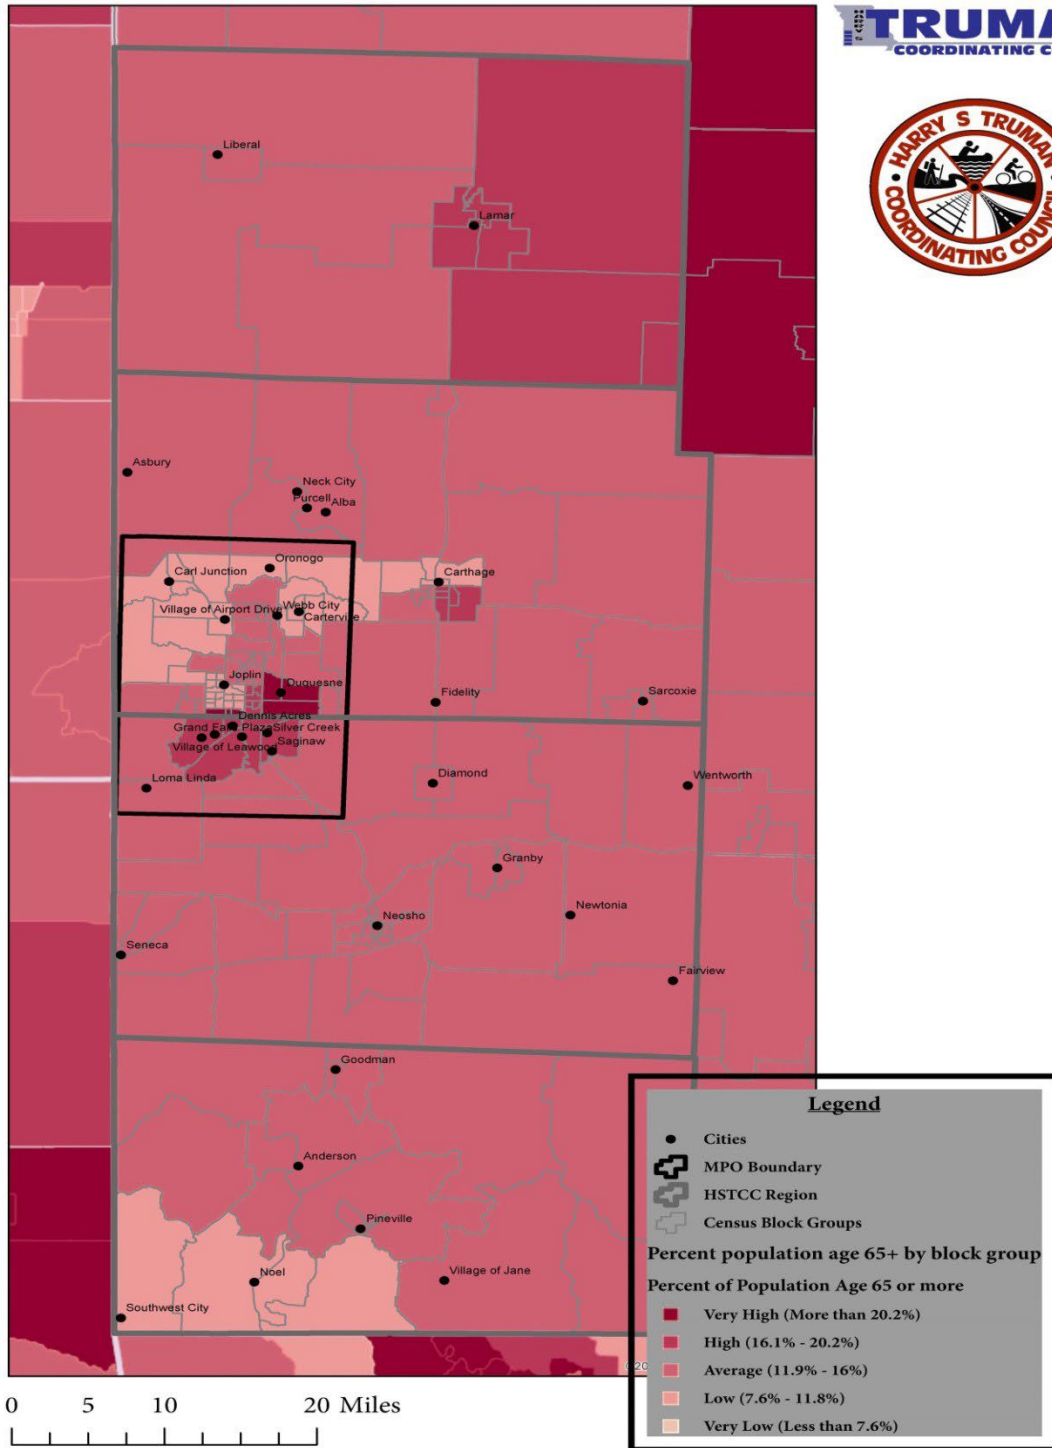 TRUMA
COORDINATING C
HARRY S TRUMAN
COORDINATING COUNCIL
Liberal
Lamar
Asbury
Neck City
Purcell
Alba
Oronogo
Carl Junction
Carthage
Village of Airport Drive
Webb City
Carterville
Joplin
Duquesne
Fidelity
Sarcoxie
Dennis Acres
Grand Falls Plaza
Silver Creek
Village of Leawood
Saginaw
Loma Linda
Diamond
Wentworth
Granby
Newtonia
Neosho
Seneca
Fairview
Goodman
Anderson
Pineville
Noel
Village of Jane
Southwest City
©20
Legend
Cities
MPO Boundary
HSTCC Region
Census Block Groups
Percent population age 65+ by block group
Percent of Population Age 65 or more
Very High (More than 20.2%)
High (16.1% - 20.2%)
Average (11.9% - 16%)
Low (7.6% - 11.8%)
Very Low (Less than 7.6%)
0 5 10 20 Miles